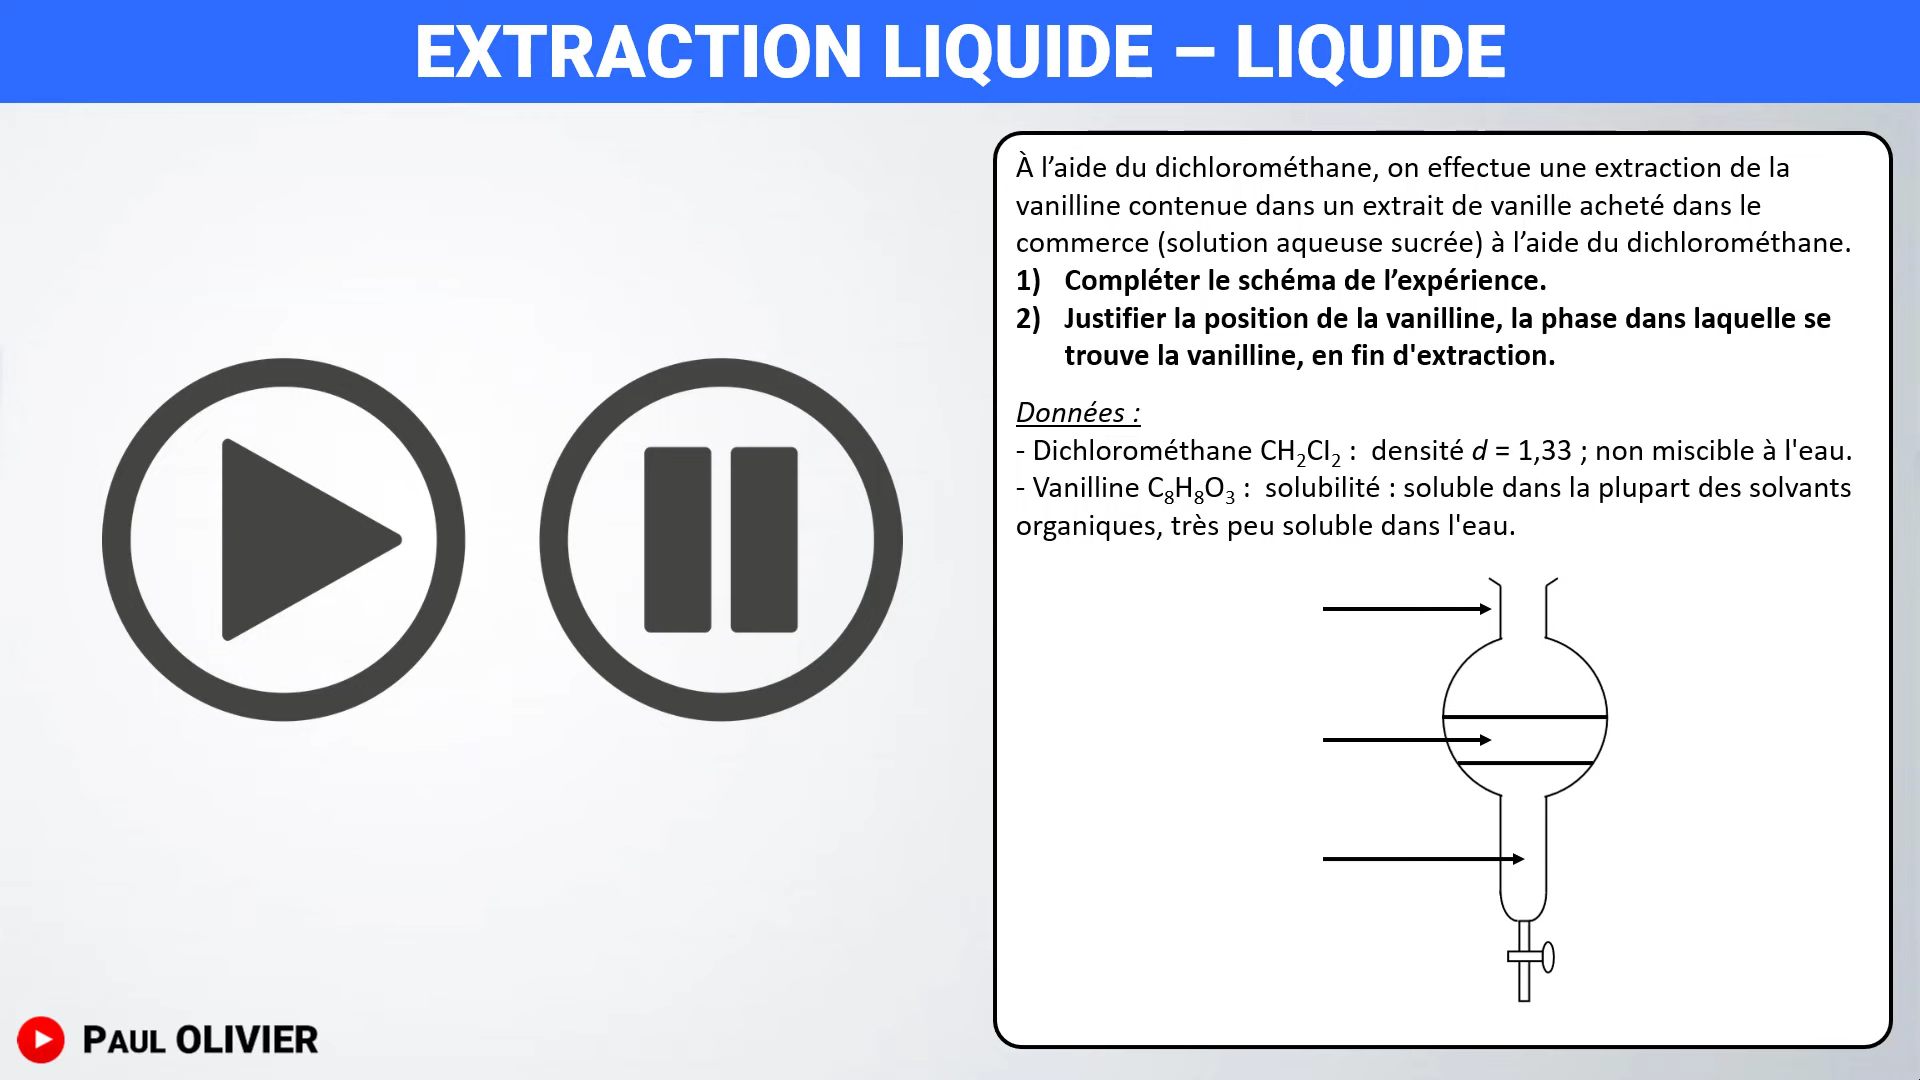 EXTRACTION LIQUIDE – LIQUIDE
À l’aide du dichlorométhane, on effectue une extraction de la
vanilline contenue dans un extrait de vanille acheté dans le
commerce (solution aqueuse sucrée) à l’aide du dichlorométhane.
1) Compléter le schéma de l’expérience.
2) Justifier la position de la vanilline, la phase dans laquelle se
trouve la vanilline, en fin d'extraction.
Données :
- Dichlorométhane CH₂Cl₂ : densité d = 1,33 ; non miscible à l'eau.
- Vanilline C₈H₈O₃ : solubilité : soluble dans la plupart des solvants
organiques, très peu soluble dans l'eau.
PAUL OLIVIER